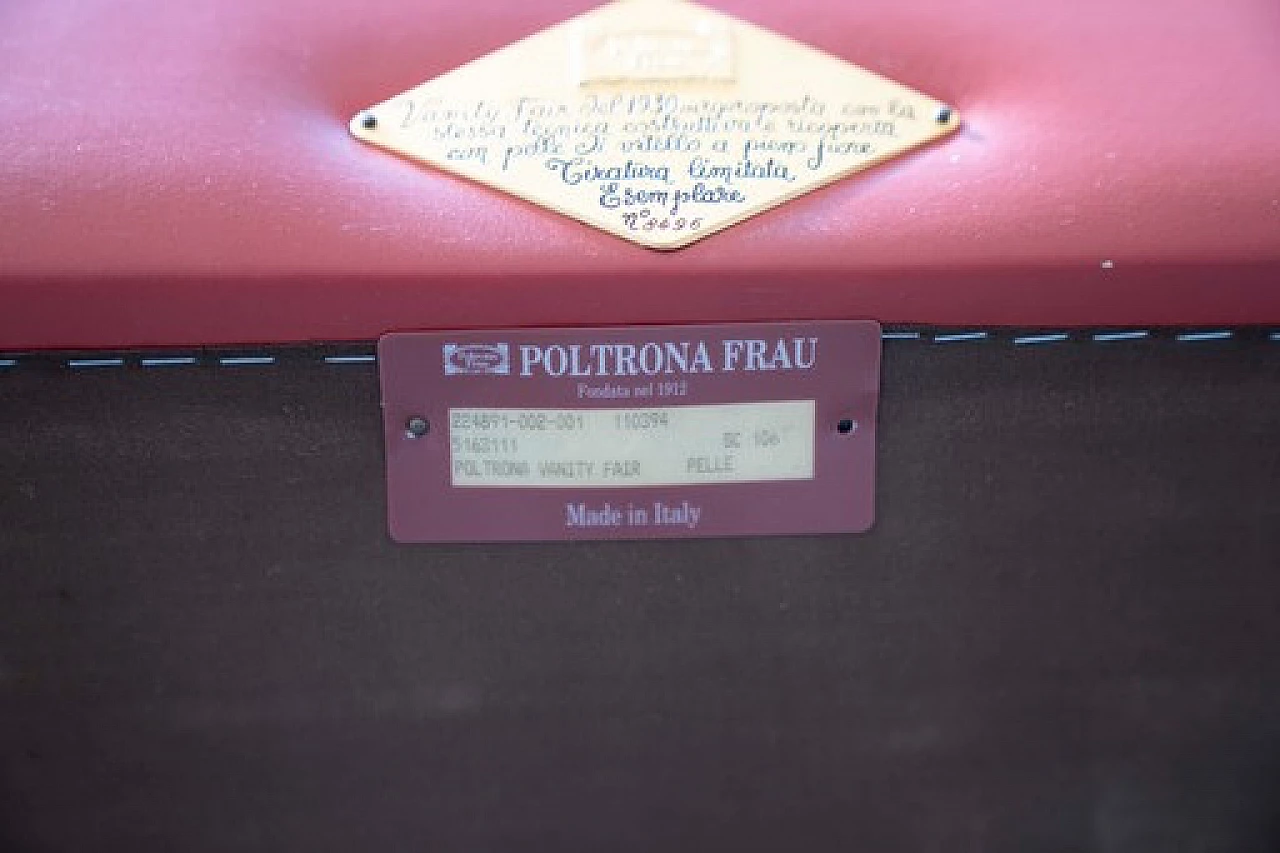 Vanity Fair del 1930 riproposta con la
stessa tecnica costruttiva e ricoperta
con pelle di vitello a pieno fiore
Tiratura limitata
Esemplare
n°
POLTRONA FRAU
Fondata nel 1912
224891-002-001 110394
5163111 SC 106
POLTRONA VANITY FAIR PELLE
Made in Italy